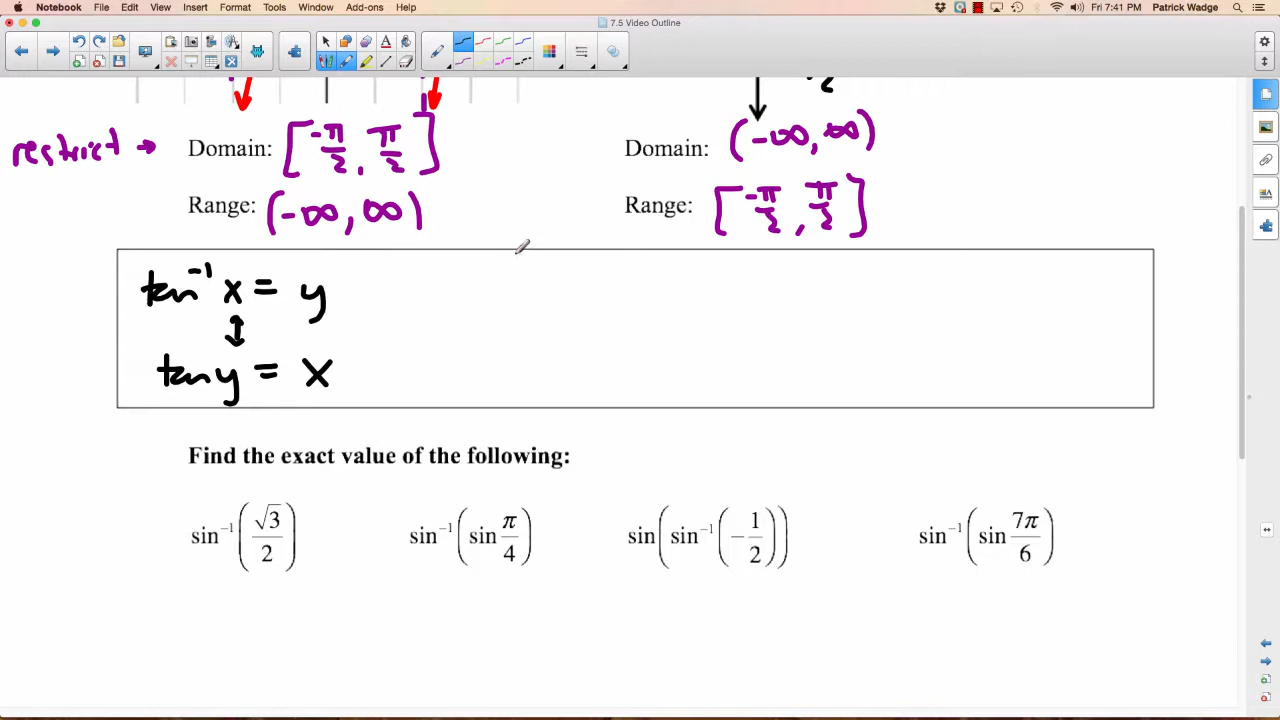 Notebook File Edit View Insert Format Tools Window Add-ons Help Fri 7:41 PM Patrick Wadge
7.5 Video Outline
2
restrict → Domain: [-π/2, π/2] Domain: (-∞, ∞)
Range: (-∞, ∞) Range: [-π/2, π/2]
tan⁻¹ x = y
↕
tan y = x
Find the exact value of the following:
sin⁻¹(√3/2) sin⁻¹(sin π/4) sin(sin⁻¹(-1/2)) sin⁻¹(sin 7π/6)